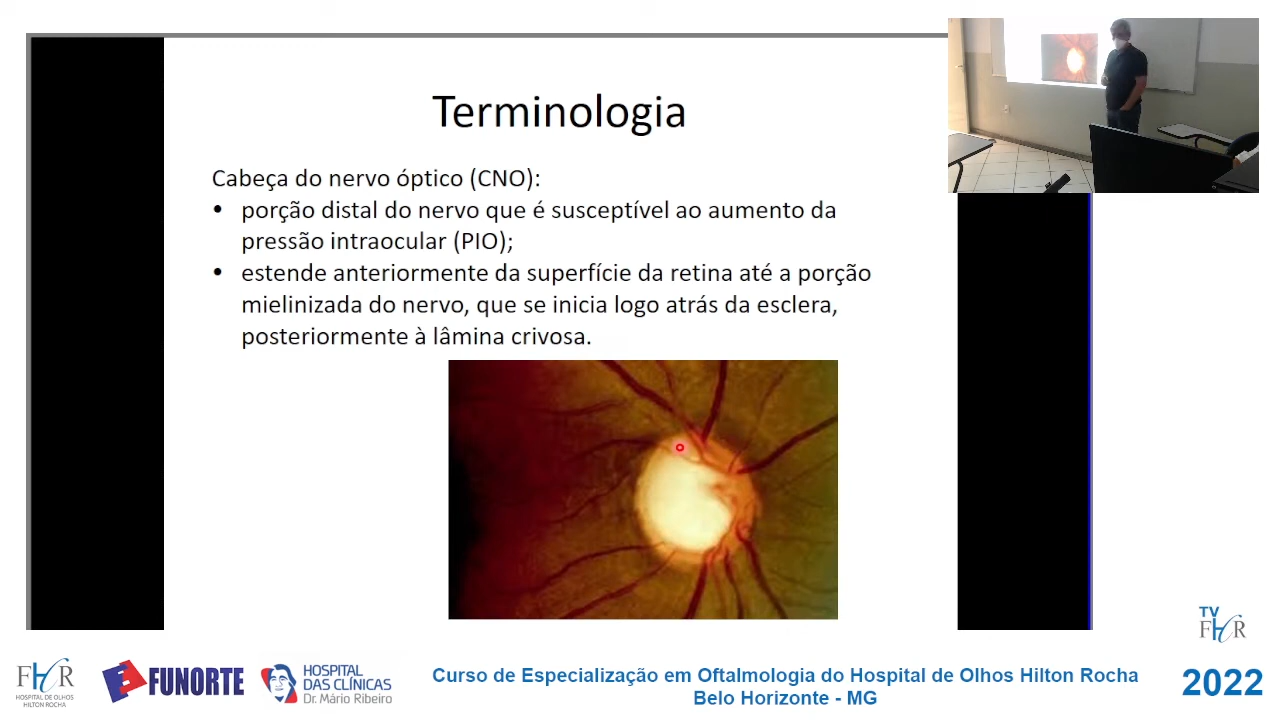 Terminologia
Cabeça do nervo óptico (CNO):
• porção distal do nervo que é susceptível ao aumento da
pressão intraocular (PIO);
• estende anteriormente da superfície da retina até a porção
mielinizada do nervo, que se inicia logo atrás da esclera,
posteriormente à lâmina crivosa.
TV
FHR
FHR
HOSPITAL DE OLHOS
HILTON ROCHA
FUNORTE
HOSPITAL
DAS CLÍNICAS
Dr. Mário Ribeiro
Curso de Especialização em Oftalmologia do Hospital de Olhos Hilton Rocha
Belo Horizonte - MG
2022